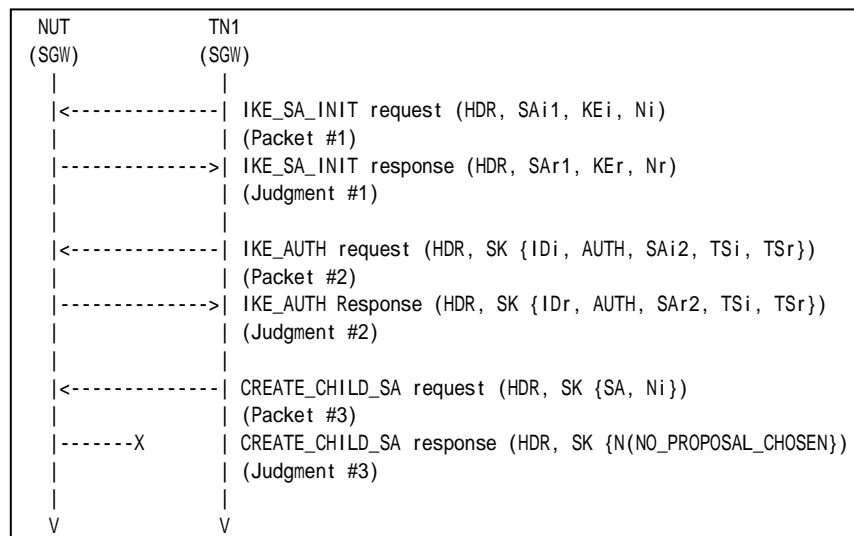 NUT TN1
(SGW) (SGW)
| |
|<--------------| IKE_SA_INIT request (HDR, SAi1, KEi, Ni)
| | (Packet #1)
|-------------->| IKE_SA_INIT response (HDR, SAr1, KEr, Nr)
| | (Judgment #1)
| |
|<--------------| IKE_AUTH request (HDR, SK {IDi, AUTH, SAi2, TSi, TSr})
| | (Packet #2)
|-------------->| IKE_AUTH Response (HDR, SK {IDr, AUTH, SAr2, TSi, TSr})
| | (Judgment #2)
| |
|<--------------| CREATE_CHILD_SA request (HDR, SK {SA, Ni})
| | (Packet #3)
|-------X | CREATE_CHILD_SA response (HDR, SK {N(NO_PROPOSAL_CHOSEN})
| | (Judgment #3)
| |
V V